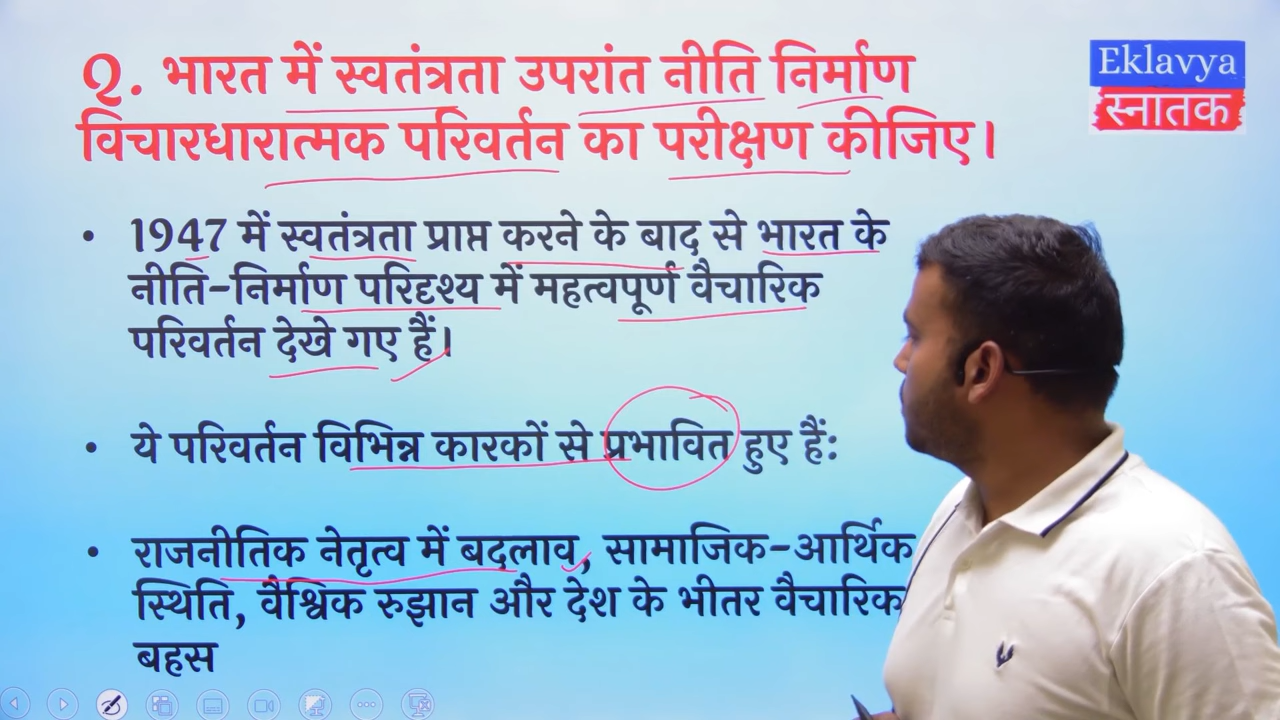 Q. भारत में स्वतंत्रता उपरांत नीति निर्माण
विचारधारात्मक परिवर्तन का परीक्षण कीजिए।
Eklavya
स्नातक
• 1947 में स्वतंत्रता प्राप्त करने के बाद से भारत के
नीति-निर्माण परिदृश्य में महत्वपूर्ण वैचारिक
परिवर्तन देखे गए हैं।
• ये परिवर्तन विभिन्न कारकों से प्रभावित हुए हैं:
• राजनीतिक नेतृत्व में बदलाव, सामाजिक-आर्थिक
स्थिति, वैश्विक रुझान और देश के भीतर वैचारिक
बहस